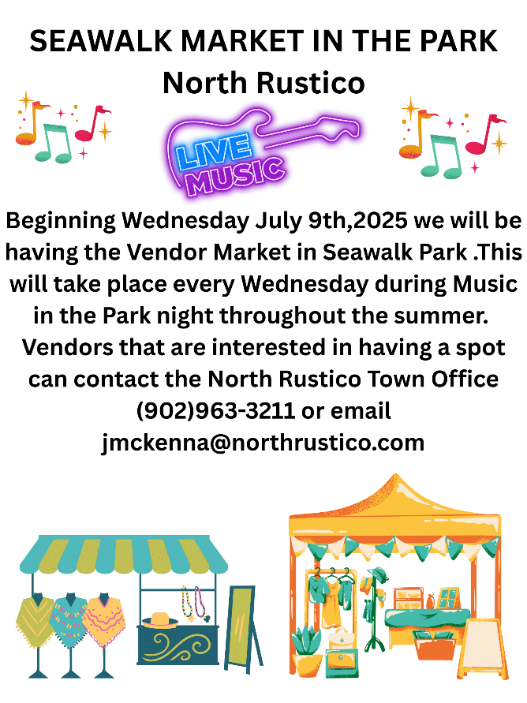 SEAWALK MARKET IN THE PARK
North Rustico
LIVE
MUSIC
Beginning Wednesday July 9th,2025 we will be
having the Vendor Market in Seawalk Park .This
will take place every Wednesday during Music
in the Park night throughout the summer.
Vendors that are interested in having a spot
can contact the North Rustico Town Office
(902)963-3211 or email
jmckenna@northrustico.com